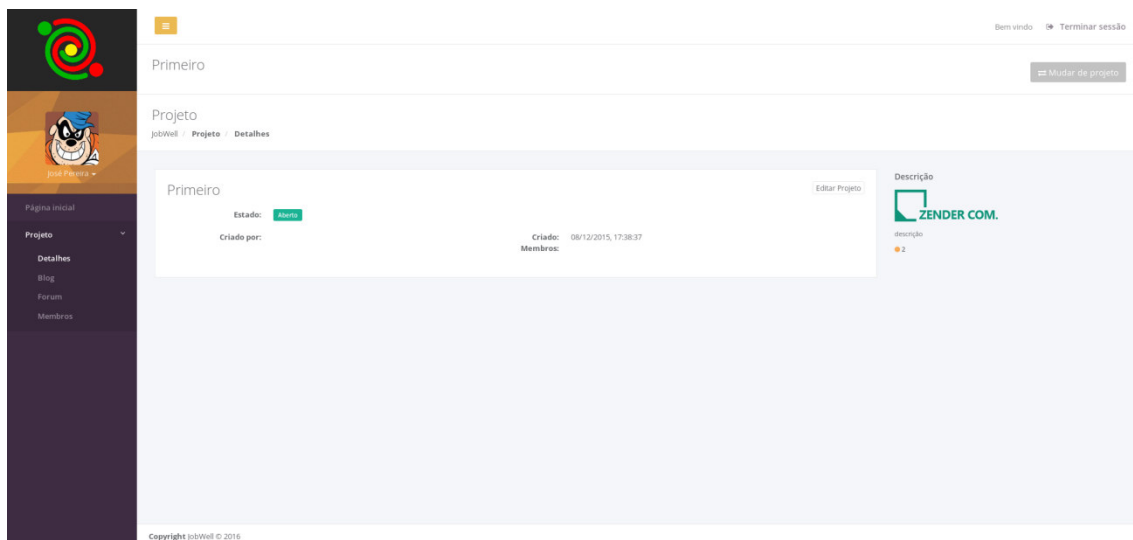 Bem vindo Terminar sessão
Primeiro
Mudar de projeto
José Pereira
Projeto
JobWell / Projeto / Detalhes
Página inicial
Projeto
Detalhes
Blog
Forum
Membros
Primeiro
Editar Projeto
Estado: Aberto
Criado por:
Criado: 08/12/2015, 17:38:37
Membros:
Descrição
ZENDER COM.
descrição
2
Copyright JobWell © 2016